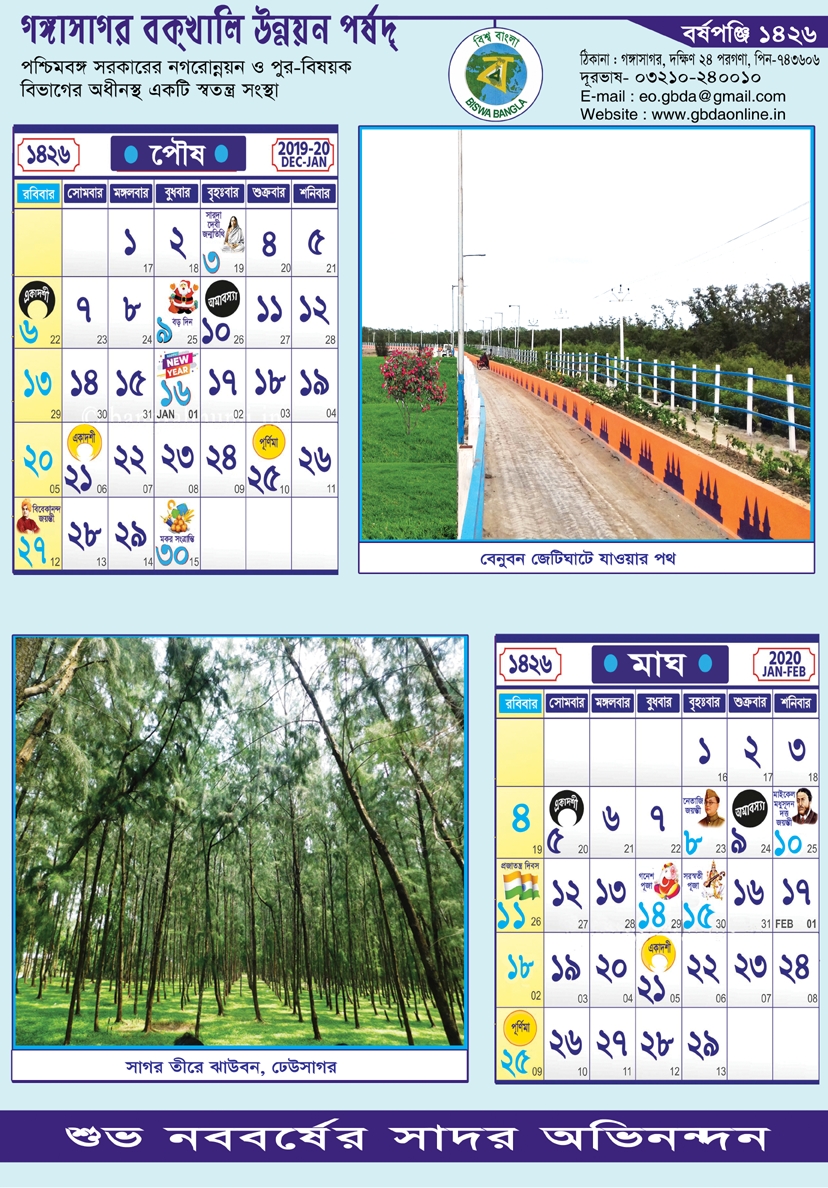 গঙ্গাসাগর বক্‌খালি উন্নয়ন পর্ষদ্
পশ্চিমবঙ্গ সরকারের নগরোন্নয়ন ও পুর-বিষয়ক
বিভাগের অধীনস্থ একটি স্বতন্ত্র সংস্থা
বিশ্ব বাংলা
ব
BISWA BANGLA
বর্ষপঞ্জি ১৪২৬
ঠিকানা : গঙ্গাসাগর, দক্ষিণ ২৪ পরগণা, পিন-৭৪৩৬০৬
দূরভাষ- ০৩২১০-২৪০০১০
E-mail : eo.gbda@gmail.com
Website : www.gbdaonline.in
১৪২৬ পৌষ 2019-20 DEC-JAN
রবিবার সোমবার মঙ্গলবার বুধবার বৃহঃবার শুক্রবার শনিবার
সারদা দেবী জন্মতিথি
১ ২ ৩ ৪ ৫
17 18 19 20 21
একাদশী বড় দিন অমাবস্যা
৬ ৭ ৮ ৯ ১০ ১১ ১২
22 23 24 25 26 27 28
NEW YEAR
১৩ ১৪ ১৫ ১৬ ১৭ ১৮ ১৯
29 30 31 JAN 01 02 03 04
একাদশী পূর্ণিমা
২০ ২১ ২২ ২৩ ২৪ ২৫ ২৬
05 06 07 08 09 10 11
বিবেকানন্দ জয়ন্তী মকর সংক্রান্তি
২৭ ২৮ ২৯ ৩০
12 13 14 15
বেনুবন জেটিঘাটে যাওয়ার পথ
সাগর তীরে ঝাউবন, ঢেউসাগর
১৪২৬ মাঘ 2020 JAN-FEB
রবিবার সোমবার মঙ্গলবার বুধবার বৃহঃবার শুক্রবার শনিবার
১ ২ ৩
16 17 18
একাদশী নেতাজি জয়ন্তী অমাবস্যা মাইকেল মধুসূদন দত্ত জয়ন্তী
৪ ৫ ৬ ৭ ৮ ৯ ১০
19 20 21 22 23 24 25
প্রজাতন্ত্র দিবস গনেশ পূজা সরস্বতী পূজা
১১ ১২ ১৩ ১৪ ১৫ ১৬ ১৭
26 27 28 29 30 31 FEB 01
একাদশী
১৮ ১৯ ২০ ২১ ২২ ২৩ ২৪
02 03 04 05 06 07 08
পূর্ণিমা
২৫ ২৬ ২৭ ২৮ ২৯
09 10 11 12 13
শুভ নববর্ষের সাদর অভিনন্দন